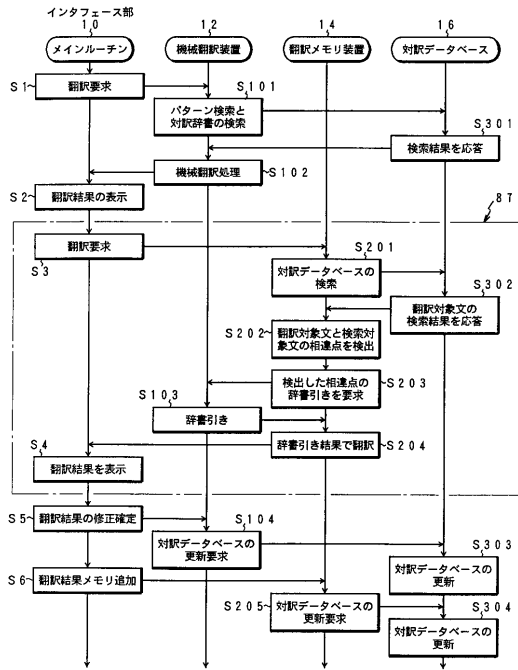 インタフェース部
10
12
14
16
メインルーチン
機械翻訳装置
翻訳メモリ装置
対訳データベース
S1
翻訳要求
S101
パターン検索と
対訳辞書の検索
S301
検索結果を応答
機械翻訳処理
S102
S2
翻訳結果の表示
87
翻訳要求
S3
S201
対訳データベースの
検索
S302
翻訳対象文の
検索結果を応答
S202
翻訳対象文と検索対
象文の相違点を検出
検出した相違点の
辞書引きを要求
S203
S103
辞書引き
辞書引き結果で翻訳
S204
S4
翻訳結果を表示
S5
翻訳結果の修正確定
S104
対訳データベースの
更新要求
S303
対訳データベースの
更新
S6
翻訳結果メモリ追加
S205
対訳データベースの
更新要求
S304
対訳データベースの
更新